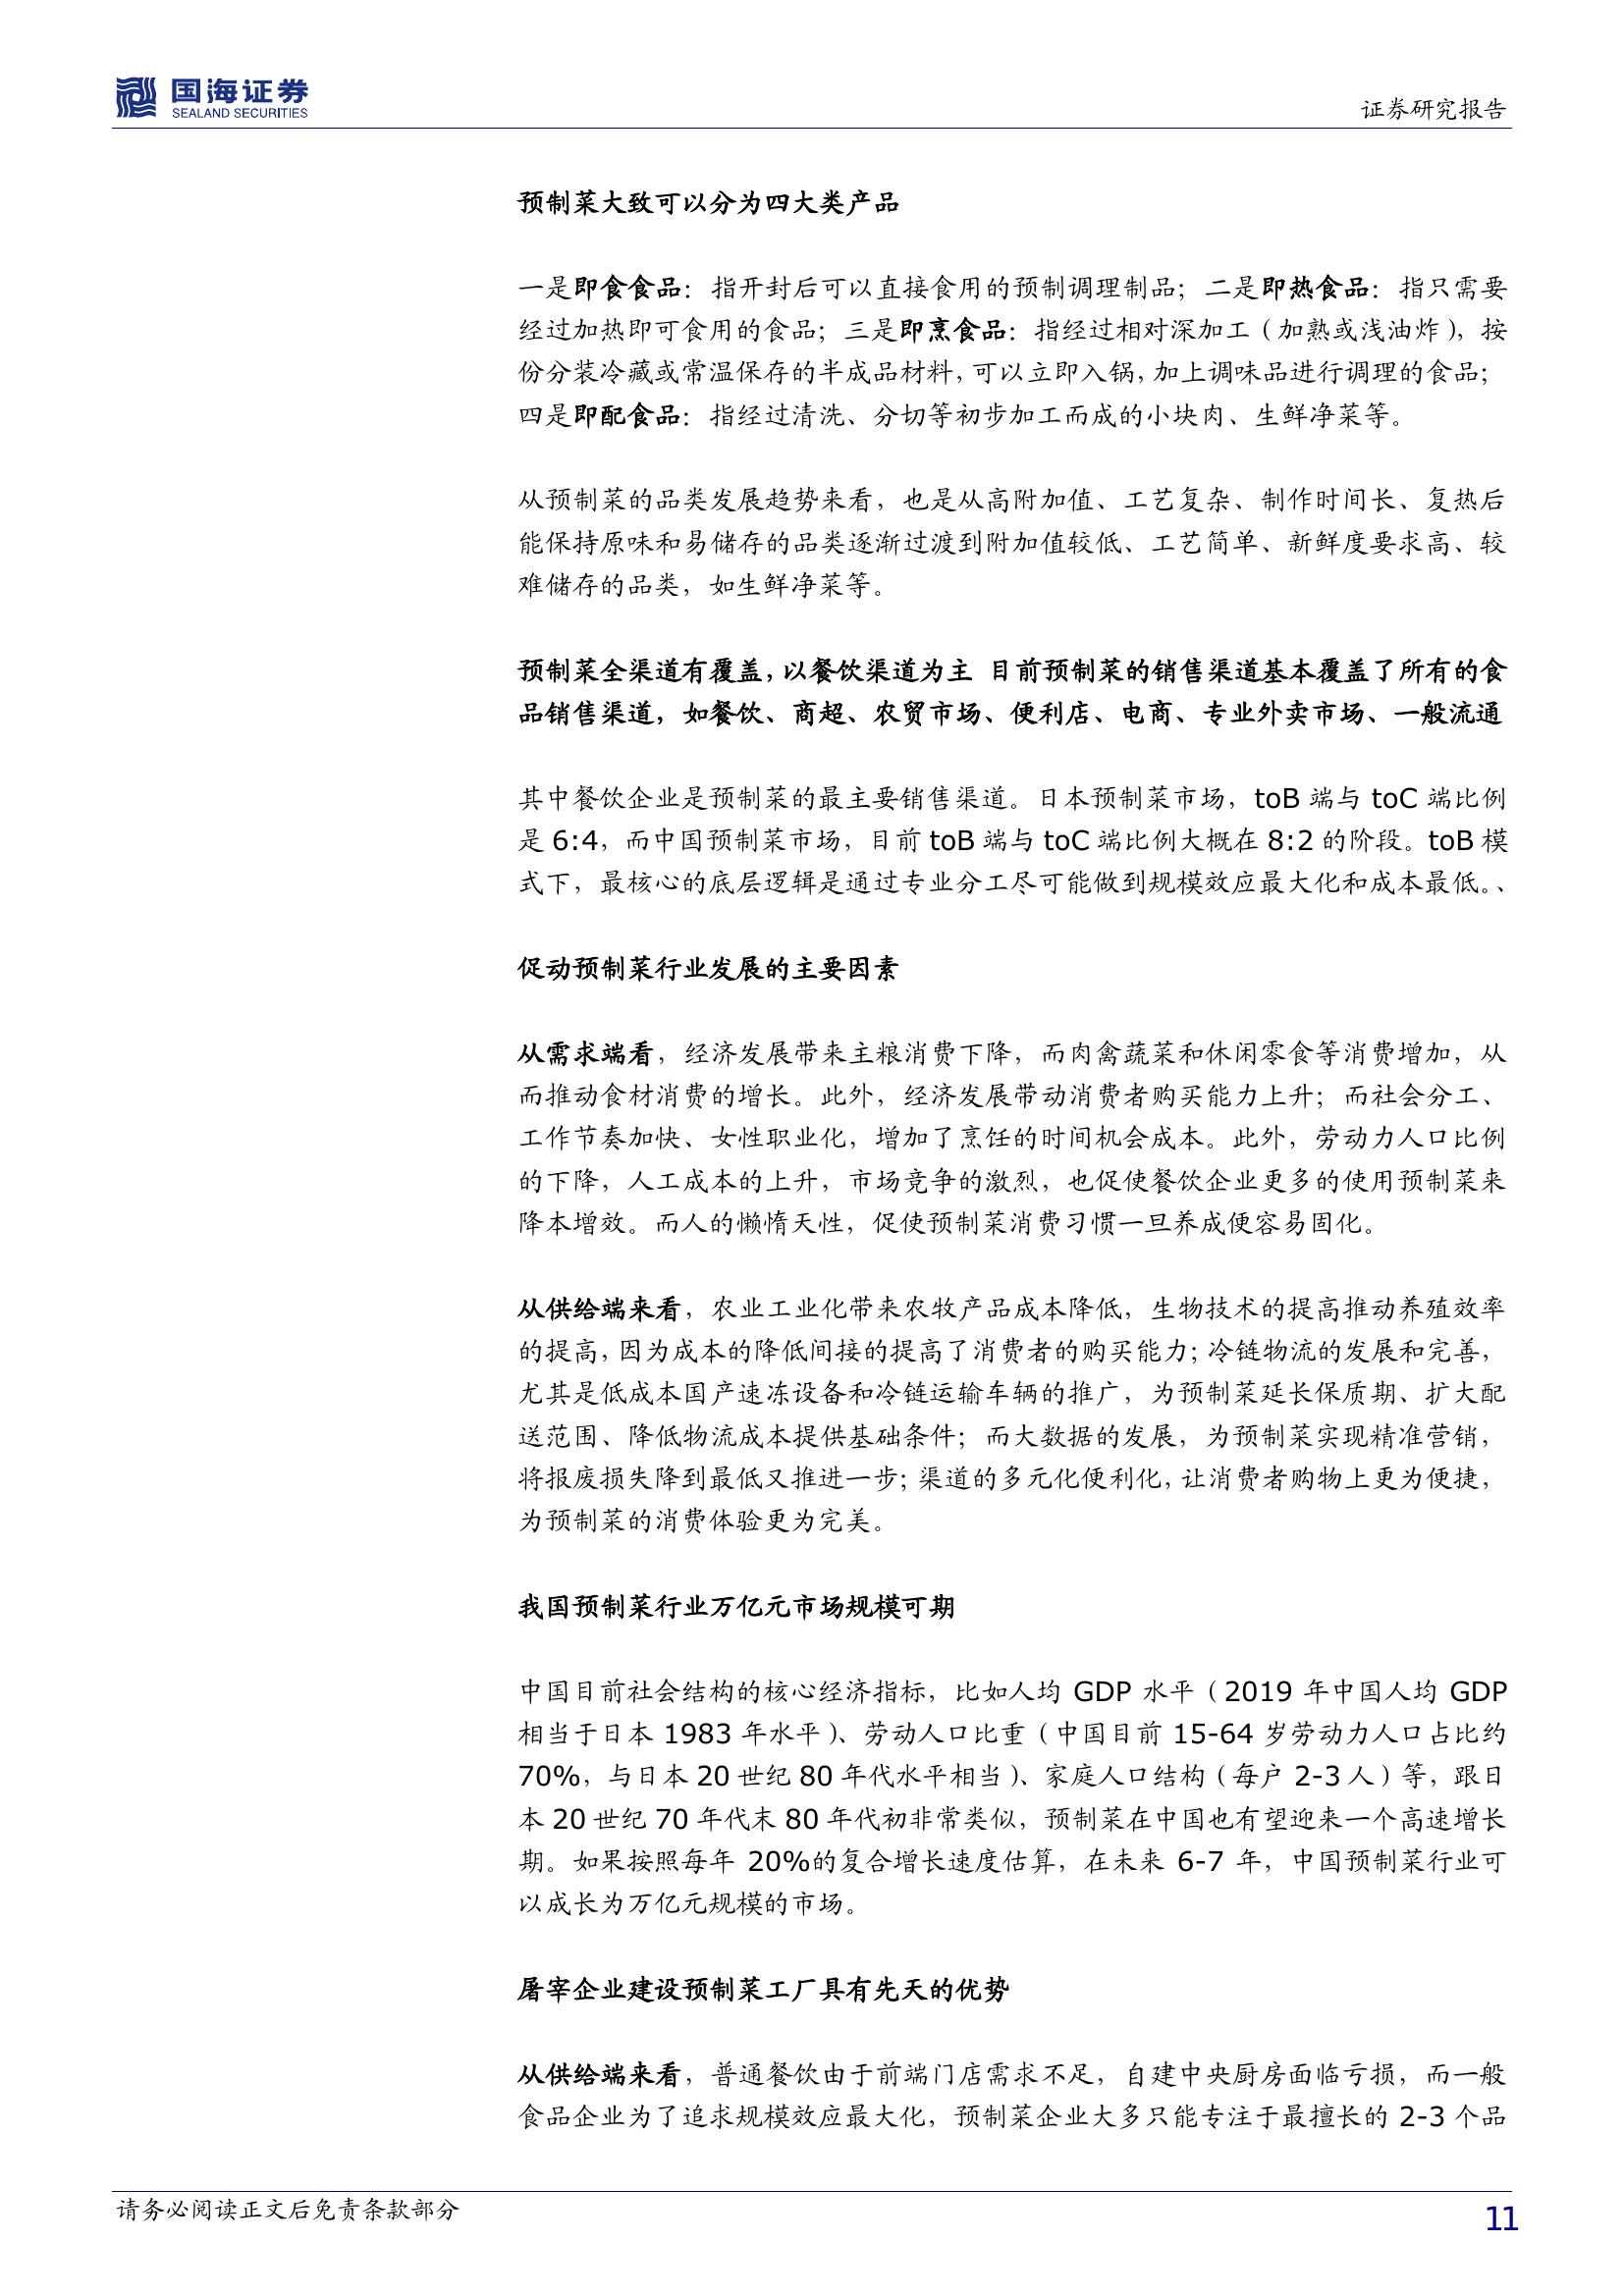 国海证券
SEALAND SECURITIES
证券研究报告
预制菜大致可以分为四大类产品
一是即食食品：指开封后可以直接食用的预制调理制品；二是即热食品：指只需要
经过加热即可食用的食品；三是即烹食品：指经过相对深加工（加熟或浅油炸），按
份分装冷藏或常温保存的半成品材料，可以立即入锅，加上调味品进行调理的食品；
四是即配食品：指经过清洗、分切等初步加工而成的小块肉、生鲜净菜等。
从预制菜的品类发展趋势来看，也是从高附加值、工艺复杂、制作时间长、复热后
能保持原味和易储存的品类逐渐过渡到附加值较低、工艺简单、新鲜度要求高、较
难储存的品类，如生鲜净菜等。
预制菜全渠道有覆盖，以餐饮渠道为主 目前预制菜的销售渠道基本覆盖了所有的食
品销售渠道，如餐饮、商超、农贸市场、便利店、电商、专业外卖市场、一般流通
其中餐饮企业是预制菜的最主要销售渠道。日本预制菜市场，toB 端与 toC 端比例
是 6:4，而中国预制菜市场，目前 toB 端与 toC 端比例大概在 8:2 的阶段。toB 模
式下，最核心的底层逻辑是通过专业分工尽可能做到规模效应最大化和成本最低。、
促动预制菜行业发展的主要因素
从需求端看，经济发展带来主粮消费下降，而肉禽蔬菜和休闲零食等消费增加，从
而推动食材消费的增长。此外，经济发展带动消费者购买能力上升；而社会分工、
工作节奏加快、女性职业化，增加了烹饪的时间机会成本。此外，劳动力人口比例
的下降，人工成本的上升，市场竞争的激烈，也促使餐饮企业更多的使用预制菜来
降本增效。而人的懒惰天性，促使预制菜消费习惯一旦养成便容易固化。
从供给端来看，农业工业化带来农牧产品成本降低，生物技术的提高推动养殖效率
的提高，因为成本的降低间接的提高了消费者的购买能力；冷链物流的发展和完善，
尤其是低成本国产速冻设备和冷链运输车辆的推广，为预制菜延长保质期、扩大配
送范围、降低物流成本提供基础条件；而大数据的发展，为预制菜实现精准营销，
将报废损失降到最低又推进一步；渠道的多元化便利化，让消费者购物上更为便捷，
为预制菜的消费体验更为完美。
我国预制菜行业万亿元市场规模可期
中国目前社会结构的核心经济指标，比如人均 GDP 水平（2019 年中国人均 GDP
相当于日本 1983 年水平）、劳动人口比重（中国目前 15-64 岁劳动力人口占比约
70%，与日本 20 世纪 80 年代水平相当）、家庭人口结构（每户 2-3 人）等，跟日
本 20 世纪 70 年代末 80 年代初非常类似，预制菜在中国也有望迎来一个高速增长
期。如果按照每年 20%的复合增长速度估算，在未来 6-7 年，中国预制菜行业可
以成长为万亿元规模的市场。
屠宰企业建设预制菜工厂具有先天的优势
从供给端来看，普通餐饮由于前端门店需求不足，自建中央厨房面临亏损，而一般
食品企业为了追求规模效应最大化，预制菜企业大多只能专注于最擅长的 2-3 个品
请务必阅读正文后免责条款部分
11